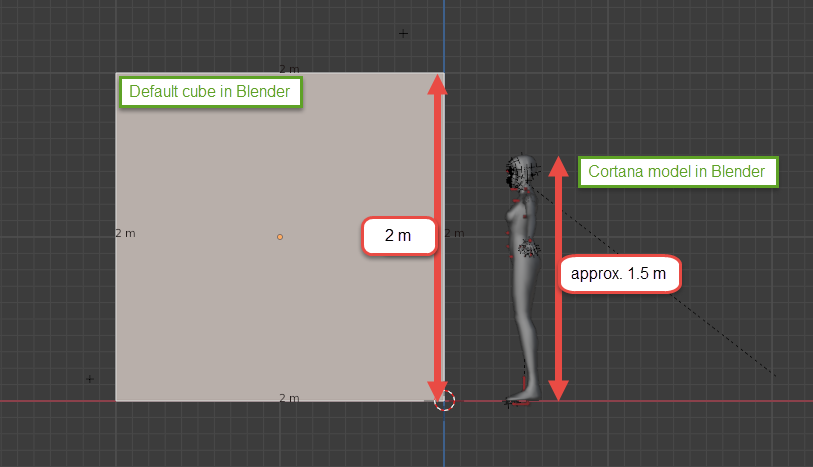 2 m
Default cube in Blender
Cortana model in Blender
2 m
2 m
2 m
approx. 1.5 m
2 m